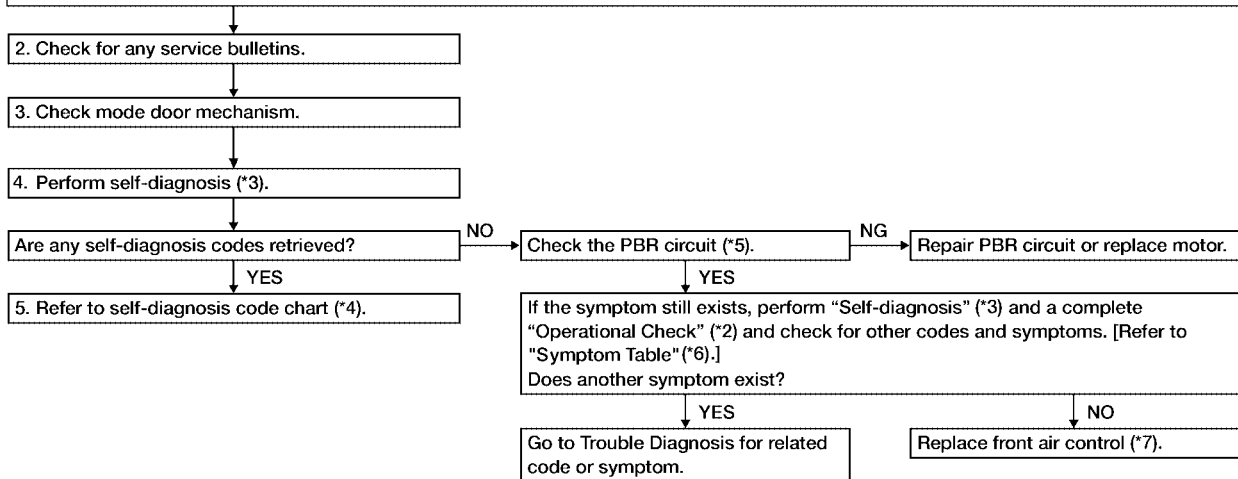 2. Check for any service bulletins.
3. Check mode door mechanism.
4. Perform self-diagnosis (*3).
Are any self-diagnosis codes retrieved?
NO
Check the PBR circuit (*5).
NG
Repair PBR circuit or replace motor.
YES
5. Refer to self-diagnosis code chart (*4).
YES
If the symptom still exists, perform “Self-diagnosis” (*3) and a complete
“Operational Check” (*2) and check for other codes and symptoms. [Refer to
"Symptom Table"(*6).]
Does another symptom exist?
YES
NO
Go to Trouble Diagnosis for related
code or symptom.
Replace front air control (*7).